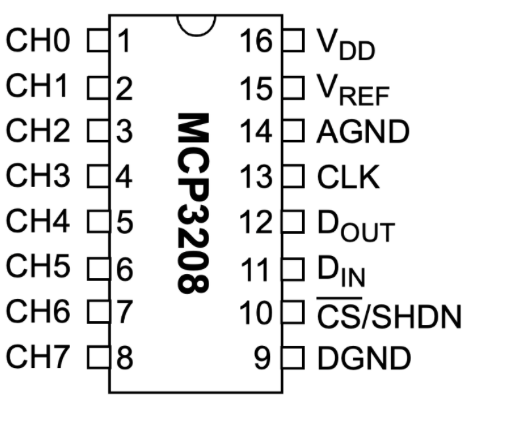 CH0 1 16 VDD
CH1 2 15 VREF
CH2 3 14 AGND
CH3 4 13 CLK
CH4 5 12 DOUT
CH5 6 11 DIN
CH6 7 10 C̅S̅/SHDN
CH7 8 9 DGND
MCP3208